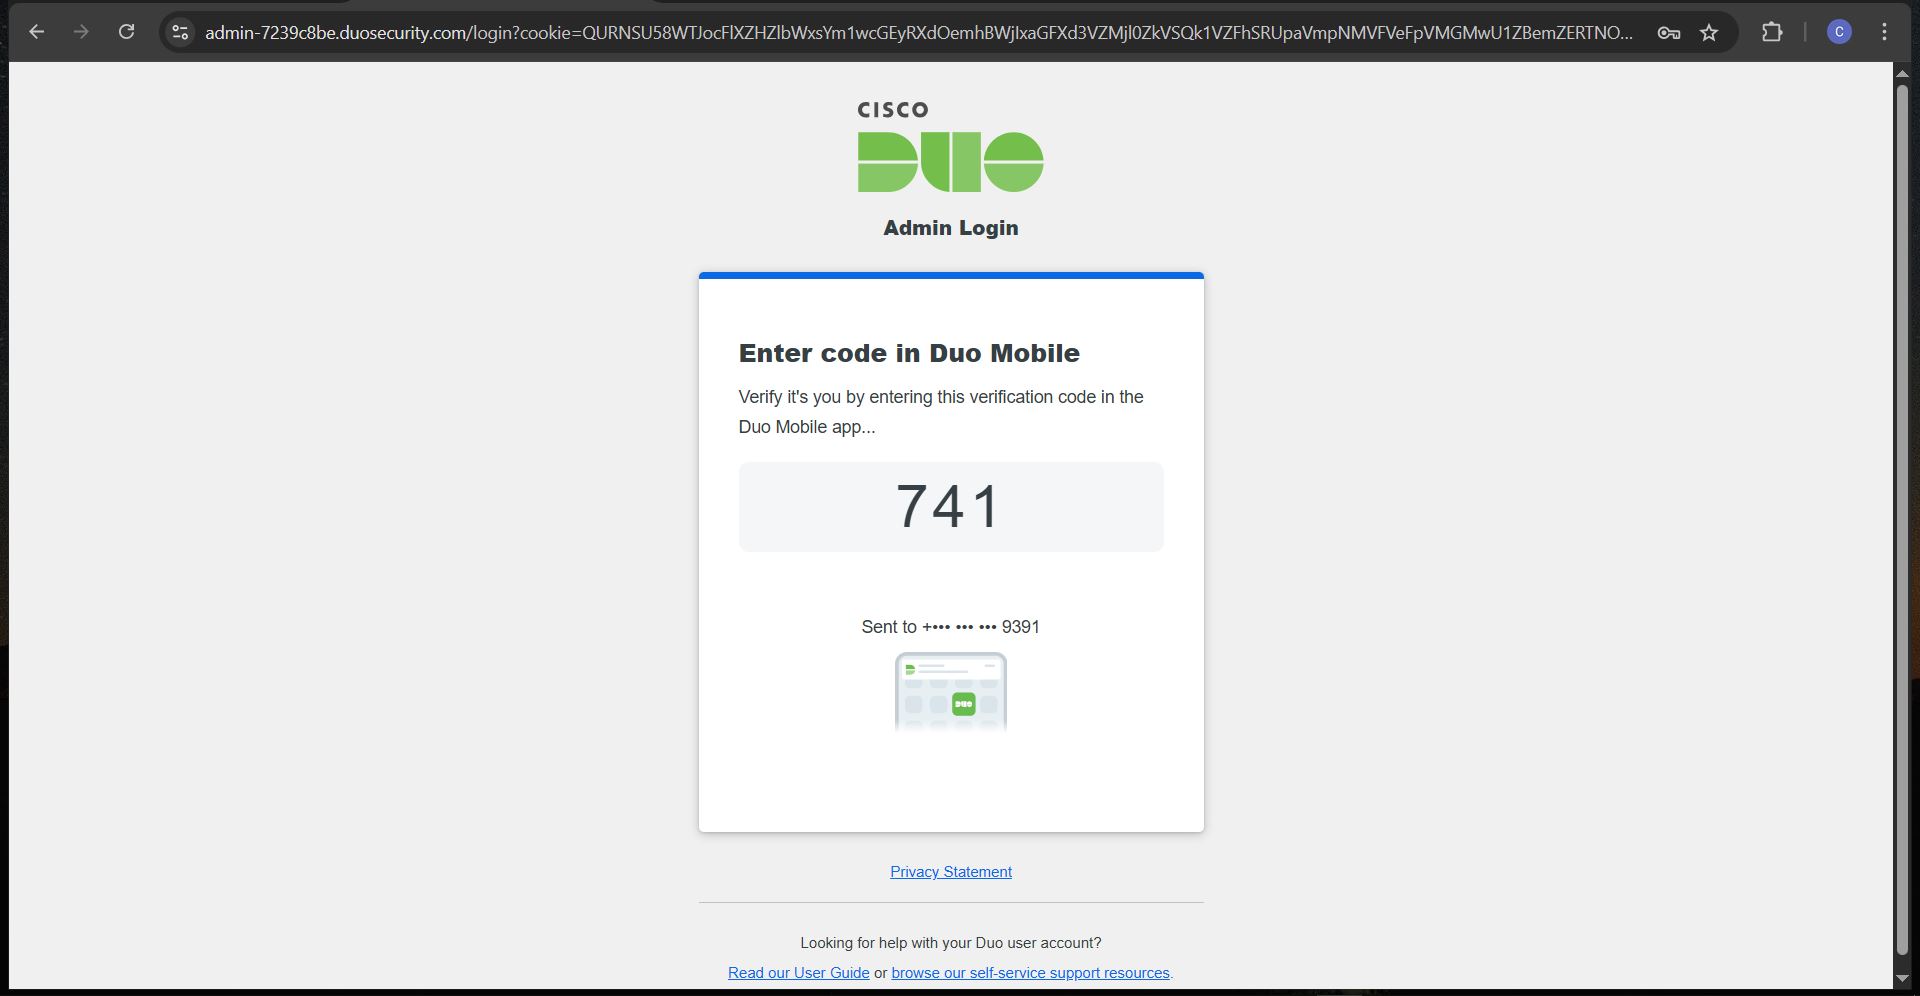 admin-7239c8be.duosecurity.com/login?cookie=QURNSU58WTJocFlXZHZlbWxsYm1wcGEyRXdOemhBWjIxaGFXd3VZMjl0ZkVSQk1VZFhSRUpaVmpNMVFVeFpVMGMwU1ZBemZERTNO...
C
CISCO
DUO
Admin Login
Enter code in Duo Mobile
Verify it's you by entering this verification code in the
Duo Mobile app...
741
Sent to +••• ••• ••• 9391
DUO
Privacy Statement
Looking for help with your Duo user account?
Read our User Guide or browse our self-service support resources.